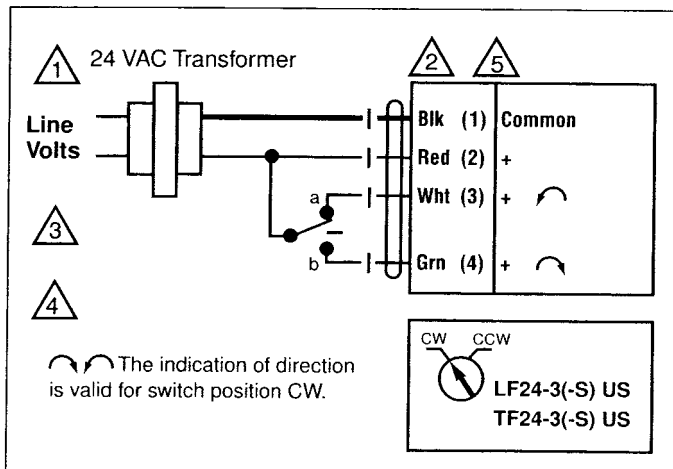 1 24 VAC Transformer 2 5
Line
Volts
Blk (1) Common
Red (2) +
a Wht (3) +
3
b Grn (4) +
4
The indication of direction
is valid for switch position CW.
CW CCW
LF24-3(-S) US
TF24-3(-S) US